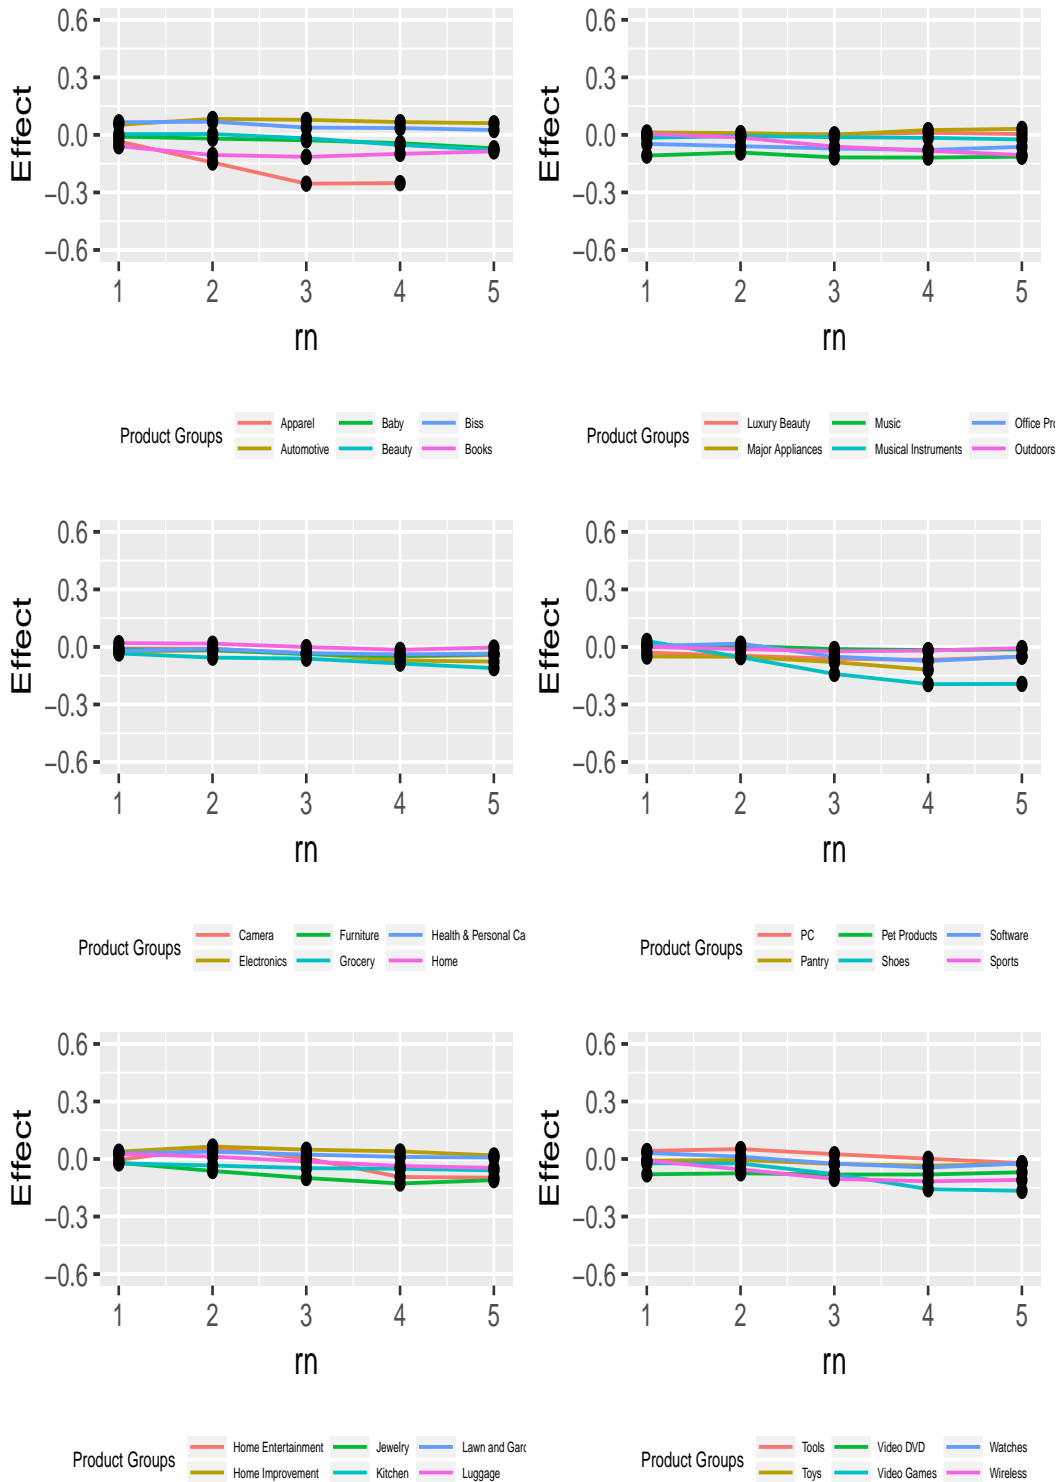 0.6
0.3
0.0
−0.3
−0.6
Effect
1 2 3 4 5
rn
Product Groups
Apparel Baby Biss
Automotive Beauty Books
0.6
0.3
0.0
−0.3
−0.6
Effect
1 2 3 4 5
rn
Product Groups
Luxury Beauty Music Office Pro
Major Appliances Musical Instruments Outdoors
0.6
0.3
0.0
−0.3
−0.6
Effect
1 2 3 4 5
rn
Product Groups
Camera Furniture Health & Personal Ca
Electronics Grocery Home
0.6
0.3
0.0
−0.3
−0.6
Effect
1 2 3 4 5
rn
Product Groups
PC Pet Products Software
Pantry Shoes Sports
0.6
0.3
0.0
−0.3
−0.6
Effect
1 2 3 4 5
rn
Product Groups
Home Entertainment Jewelry Lawn and Gard
Home Improvement Kitchen Luggage
0.6
0.3
0.0
−0.3
−0.6
Effect
1 2 3 4 5
rn
Product Groups
Tools Video DVD Watches
Toys Video Games Wireless